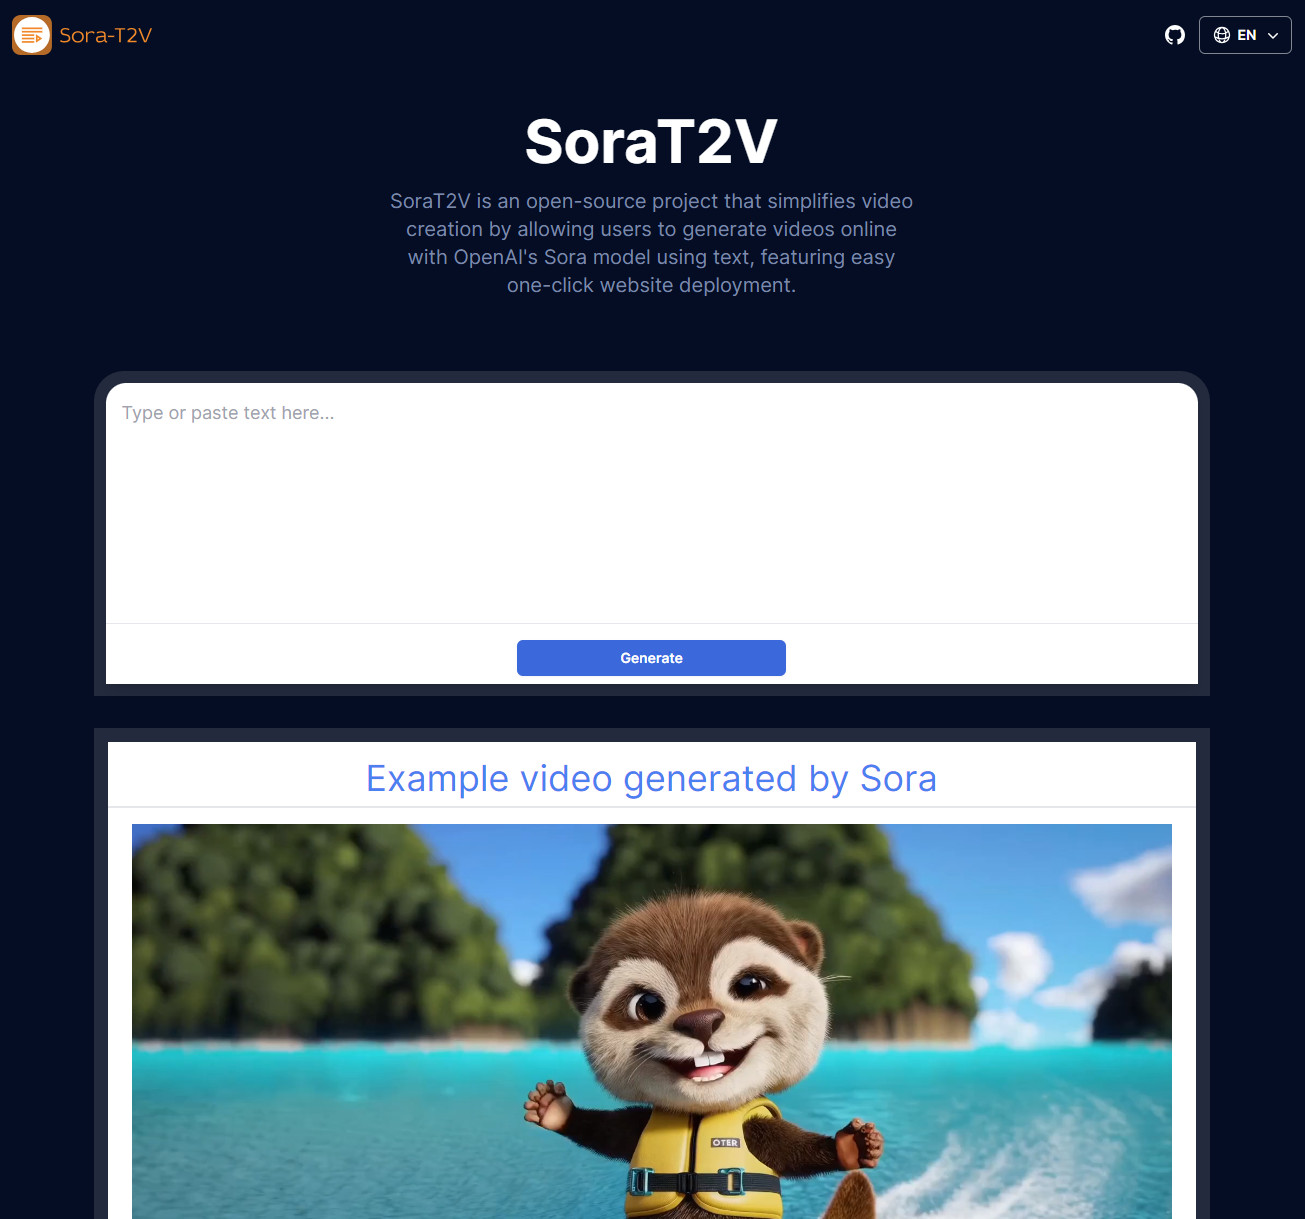 Sora-T2V
EN
SoraT2V
SoraT2V is an open-source project that simplifies video
creation by allowing users to generate videos online
with OpenAI's Sora model using text, featuring easy
one-click website deployment.
Type or paste text here...
Generate
Example video generated by Sora
OTER